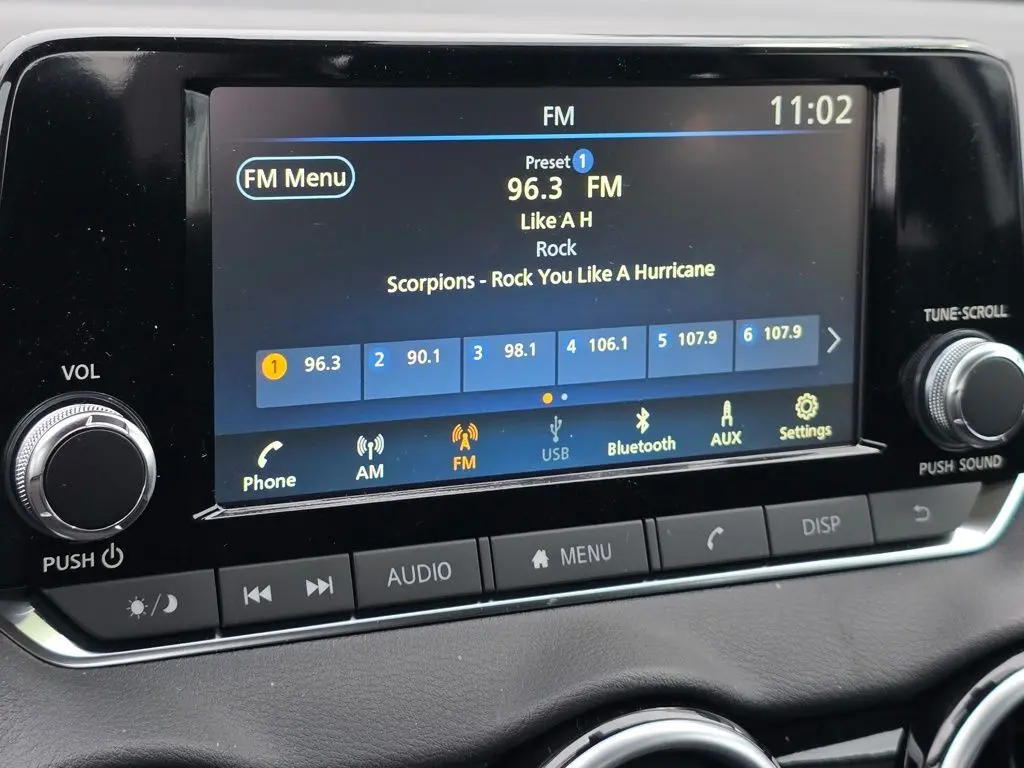 FM 11:02
FM Menu
Preset 1
96.3 FM
Like A H
Rock
Scorpions - Rock You Like A Hurricane
1 96.3 2 90.1 3 98.1 4 106.1 5 107.9 6 107.9
Phone AM FM USB Bluetooth AUX Settings
VOL
PUSH
TUNE·SCROLL
PUSH SOUND
AUDIO MENU DISP